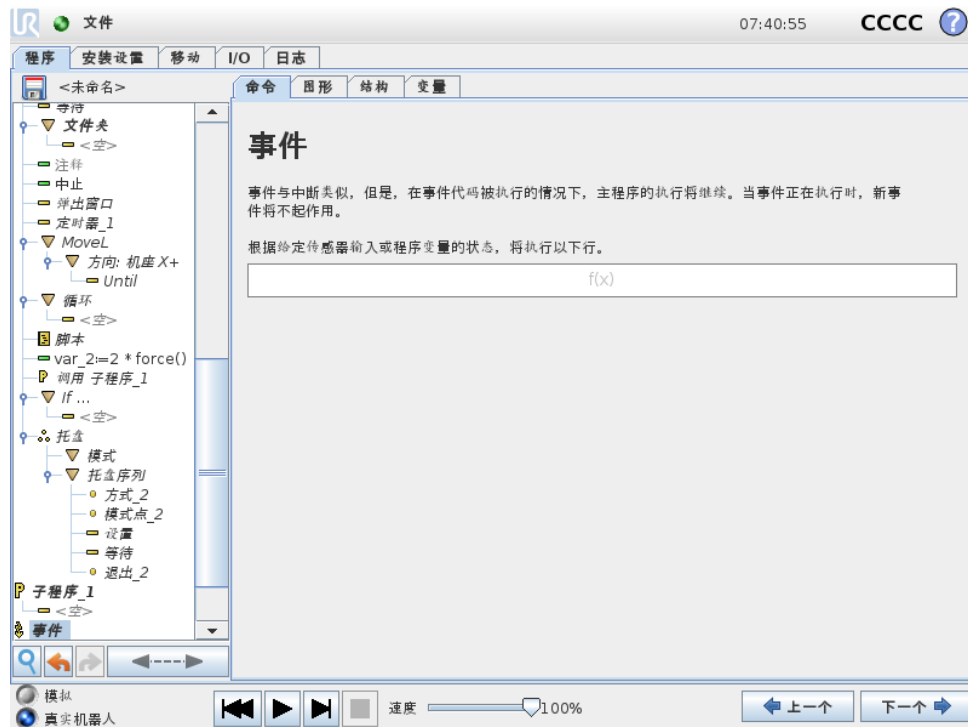 UR 文件 07:40:55 CCCC ?
程序 安装设置 移动 I/O 日志
<未命名>
命令 图形 结构 变量
等待
文件夹
<空>
注释
中止
弹出窗口
定时器_1
MoveL
方向: 机座 X+
Until
循环
<空>
脚本
var_2:=2 * force()
调用 子程序_1
If ...
<空>
托盘
模式
托盘序列
方式_2
模式点_2
设置
等待
退出_2
P 子程序_1
<空>
事件
事件
事件与中断类似，但是，在事件代码被执行的情况下，主程序的执行将继续。当事件正在执行时，新事
件将不起作用。
根据给定传感器输入或程序变量的状态，将执行以下行。
f(x)
模拟
真实机器人
速度 100%
上一个 下一个